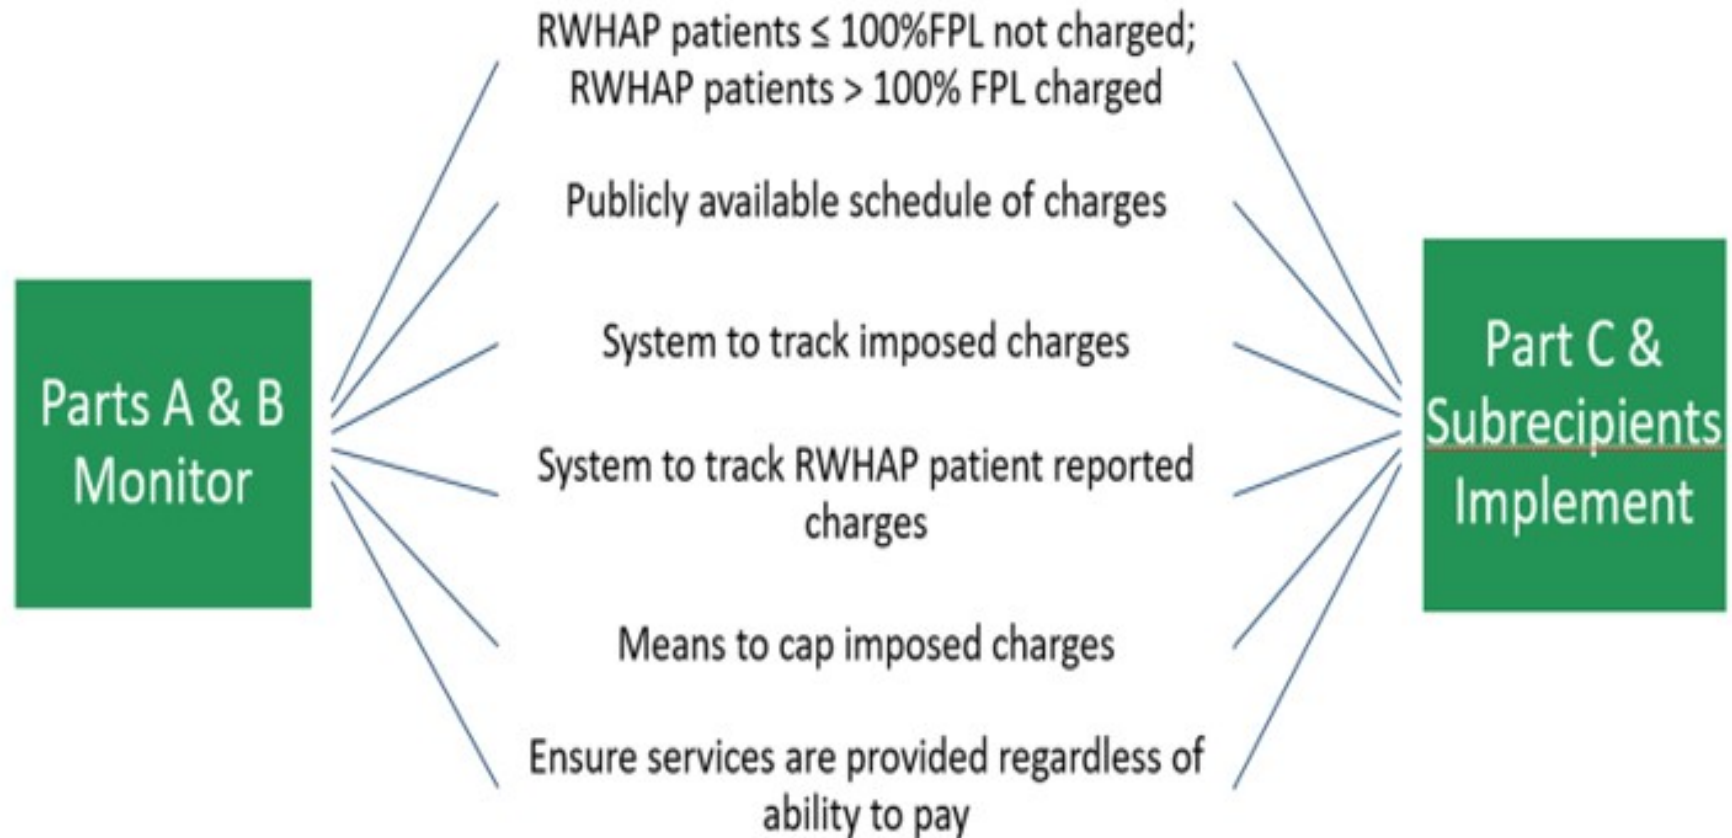 RWHAP patients ≤ 100%FPL not charged;
RWHAP patients > 100% FPL charged
Publicly available schedule of charges
System to track imposed charges
System to track RWHAP patient reported
charges
Means to cap imposed charges
Ensure services are provided regardless of
ability to pay
Parts A & B
Monitor
Part C &
Subrecipients
Implement